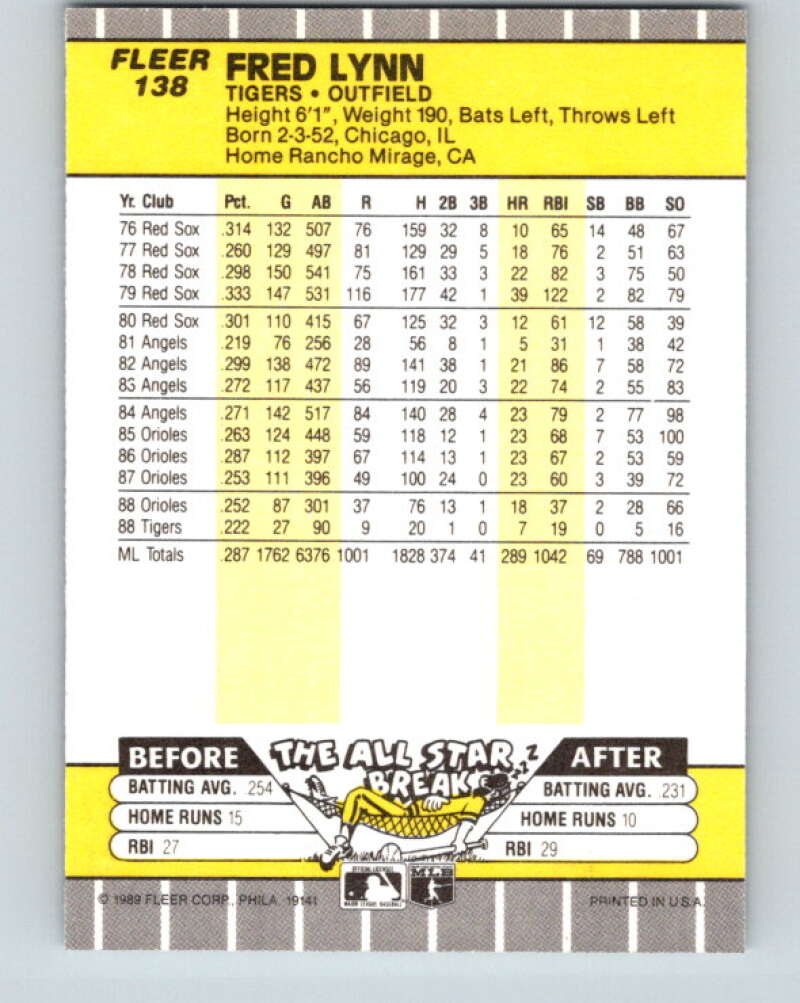 FLEER
138
FRED LYNN
TIGERS • OUTFIELD
Height 6'1", Weight 190, Bats Left, Throws Left
Born 2-3-52, Chicago, IL
Home Rancho Mirage, CA
Yr. Club Pct. G AB R H 2B 3B HR RBI SB BB SO
76 Red Sox .314 132 507 76 159 32 8 10 65 14 48 67
77 Red Sox .260 129 497 81 129 29 5 18 76 2 51 63
78 Red Sox .298 150 541 75 161 33 3 22 82 3 75 50
79 Red Sox .333 147 531 116 177 42 1 39 122 2 82 79
80 Red Sox .301 110 415 67 125 32 3 12 61 12 58 39
81 Angels .219 76 256 28 56 8 1 5 31 1 38 42
82 Angels .299 138 472 89 141 38 1 21 86 7 58 72
83 Angels .272 117 437 56 119 20 3 22 74 2 55 83
84 Angels .271 142 517 84 140 28 4 23 79 2 77 98
85 Orioles .263 124 448 59 118 12 1 23 68 7 53 100
86 Orioles .287 112 397 67 114 13 1 23 67 2 53 59
87 Orioles .253 111 396 49 100 24 0 23 60 3 39 72
88 Orioles .252 87 301 37 76 13 1 18 37 2 28 66
88 Tigers .222 27 90 9 20 1 0 7 19 0 5 16
ML Totals .287 1762 6376 1001 1828 374 41 289 1042 69 788 1001
BEFORE THE ALL STAR BREAK AFTER
ZZZ
BATTING AVG. .254 BATTING AVG. .231
HOME RUNS 15 HOME RUNS 10
RBI 27 RBI 29
MLB
MAJOR LEAGUE BASEBALL
© 1989 FLEER CORP., PHILA. 19141 PRINTED IN U.S.A.